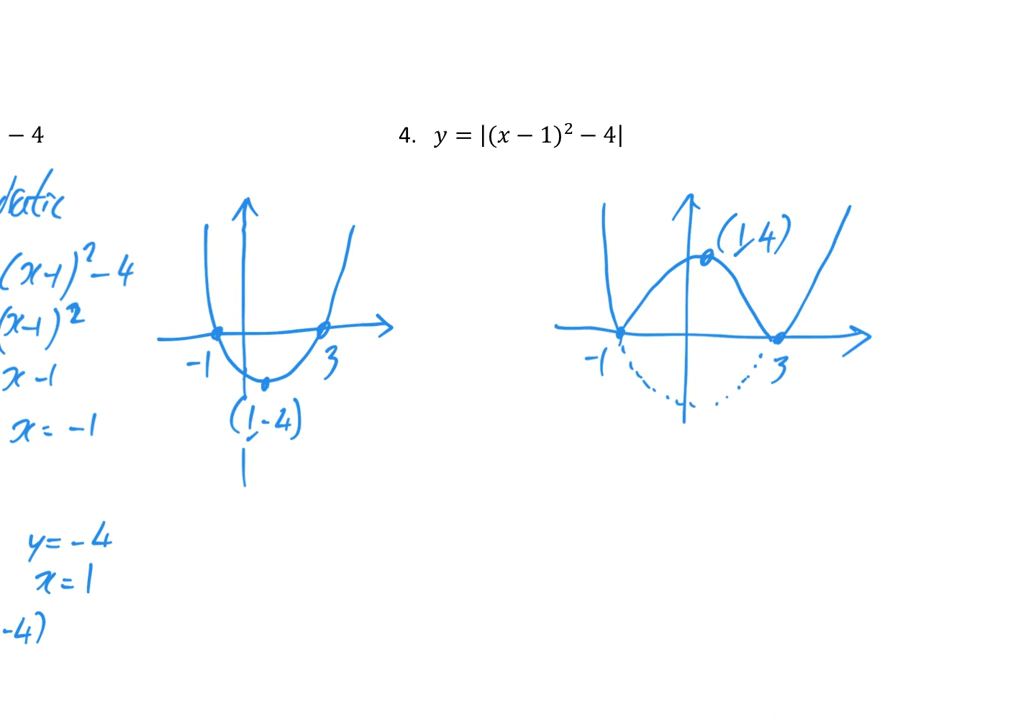 − 4
4. y = |(x − 1)² − 4|
(x-1)²-4
(x-1)²
x-1
x = -1
y = -4
x = 1
-4)
-1
3
(1,-4)
(1,4)
-1
3